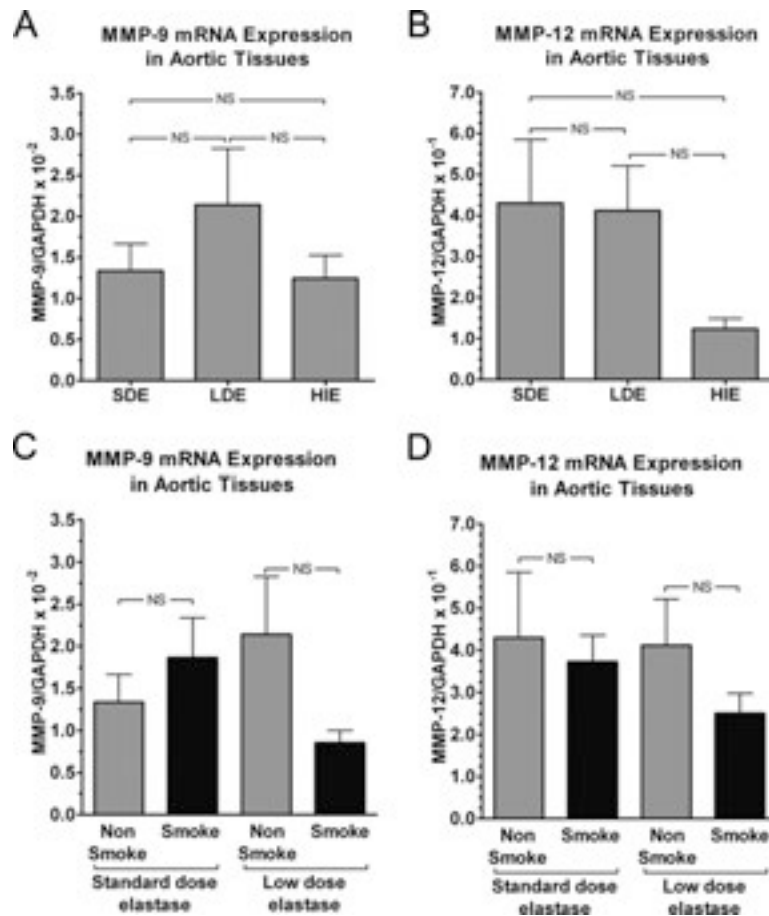 A
MMP-9 mRNA Expression
in Aortic Tissues
MMP-9/GAPDH x 10⁻²
3.5
3.0
2.5
2.0
1.5
1.0
0.5
0.0
NS
NS
NS
SDE
LDE
HIE
B
MMP-12 mRNA Expression
in Aortic Tissues
MMP-12/GAPDH x 10⁻¹
7.0
6.0
5.0
4.0
3.0
2.0
1.0
0.0
NS
NS
NS
SDE
LDE
HIE
C
MMP-9 mRNA Expression
in Aortic Tissues
MMP-9/GAPDH x 10⁻²
3.5
3.0
2.5
2.0
1.5
1.0
0.5
0.0
NS
NS
Non
Smoke
Smoke
Non
Smoke
Smoke
Standard dose
elastase
Low dose
elastase
D
MMP-12 mRNA Expression
in Aortic Tissues
MMP-12/GAPDH x 10⁻¹
7.0
6.0
5.0
4.0
3.0
2.0
1.0
0.0
NS
NS
Non
Smoke
Smoke
Non
Smoke
Smoke
Standard dose
elastase
Low dose
elastase